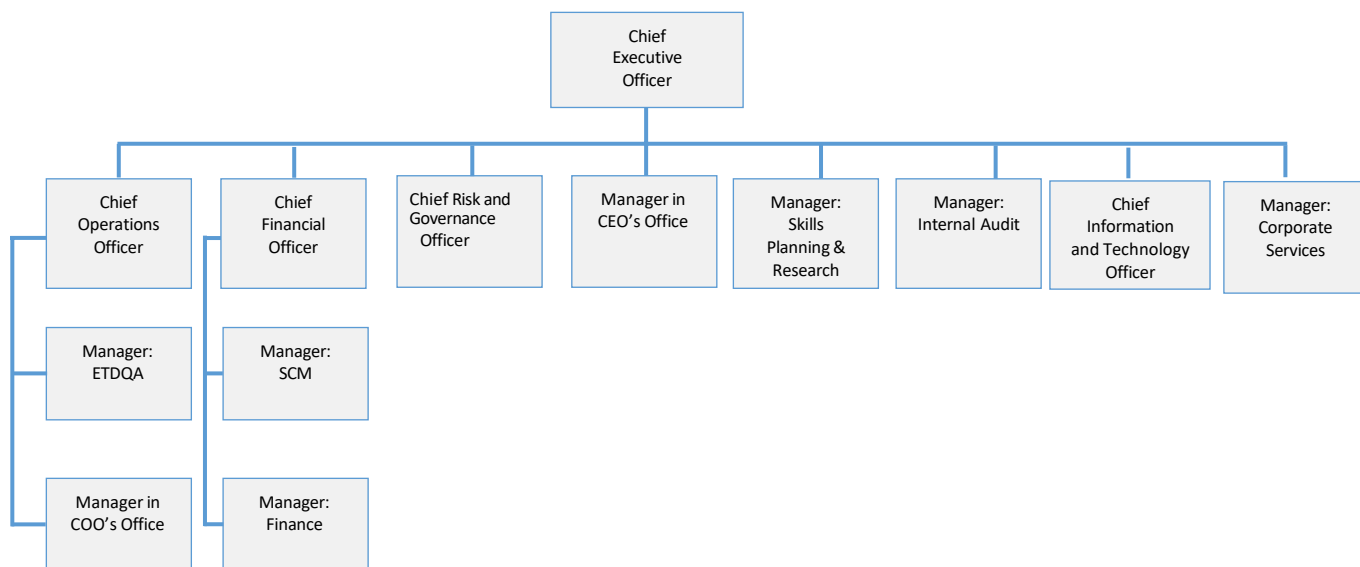 Chief
Executive
Officer
Chief
Operations
Officer
Chief
Financial
Officer
Chief Risk and
Governance
Officer
Manager in
CEO’s Office
Manager:
Skills
Planning &
Research
Manager:
Internal Audit
Chief
Information
and Technology
Officer
Manager:
Corporate
Services
Manager:
ETDQA
Manager:
SCM
Manager in
COO’s Office
Manager:
Finance